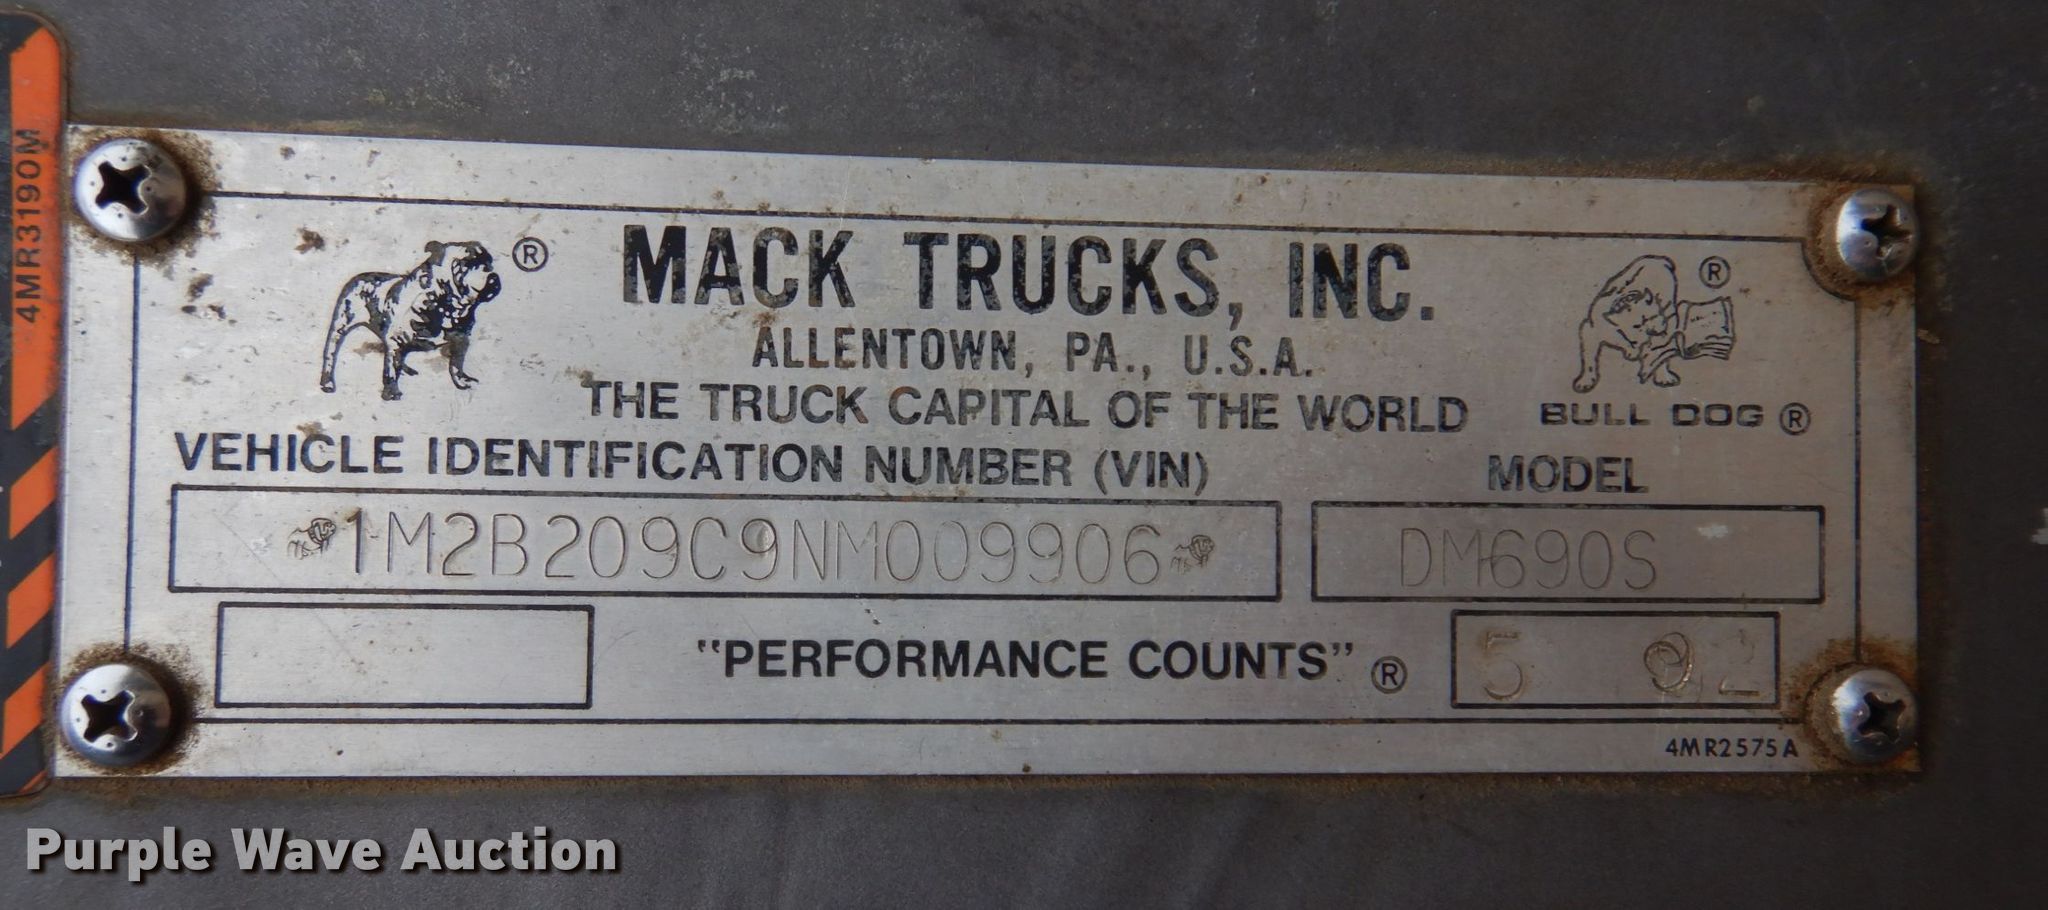 4MR3190M
®
MACK TRUCKS, INC.
®
ALLENTOWN, PA., U.S.A.
THE TRUCK CAPITAL OF THE WORLD
BULL DOG ®
VEHICLE IDENTIFICATION NUMBER (VIN)
MODEL
1M2B209C9NM009906
DM690S
"PERFORMANCE COUNTS" ®
5 92
4MR2575A
Purple Wave Auction